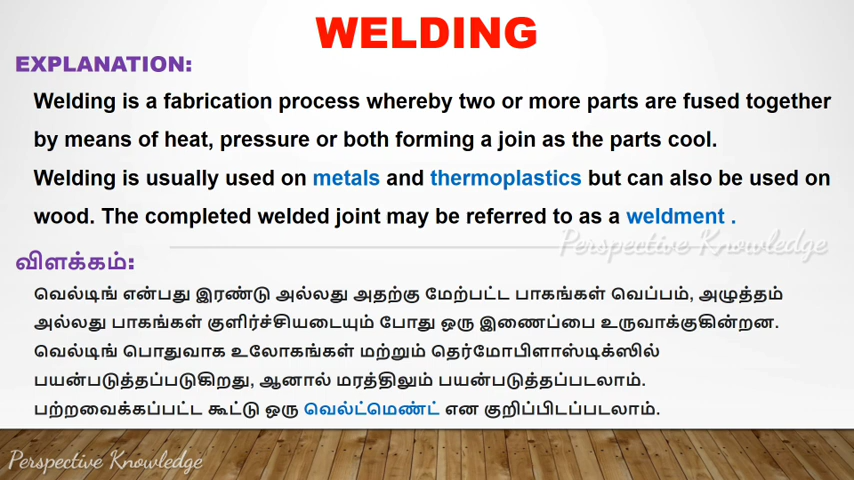 WELDING
EXPLANATION:
Welding is a fabrication process whereby two or more parts are fused together
by means of heat, pressure or both forming a join as the parts cool.
Welding is usually used on metals and thermoplastics but can also be used on
wood. The completed welded joint may be referred to as a weldment .
Perspective Knowledge
விளக்கம்:
வெல்டிங் என்பது இரண்டு அல்லது அதற்கு மேற்பட்ட பாகங்கள் வெப்பம், அழுத்தம்
அல்லது பாகங்கள் குளிர்ச்சியடையும் போது ஒரு இணைப்பை உருவாக்குகின்றன.
வெல்டிங் பொதுவாக உலோகங்கள் மற்றும் தெர்மோபிளாஸ்டிக்ஸில்
பயன்படுத்தப்படுகிறது, ஆனால் மரத்திலும் பயன்படுத்தப்படலாம்.
பற்றவைக்கப்பட்ட கூட்டு ஒரு வெல்ட்மெண்ட் என குறிப்பிடப்படலாம்.
Perspective Knowledge